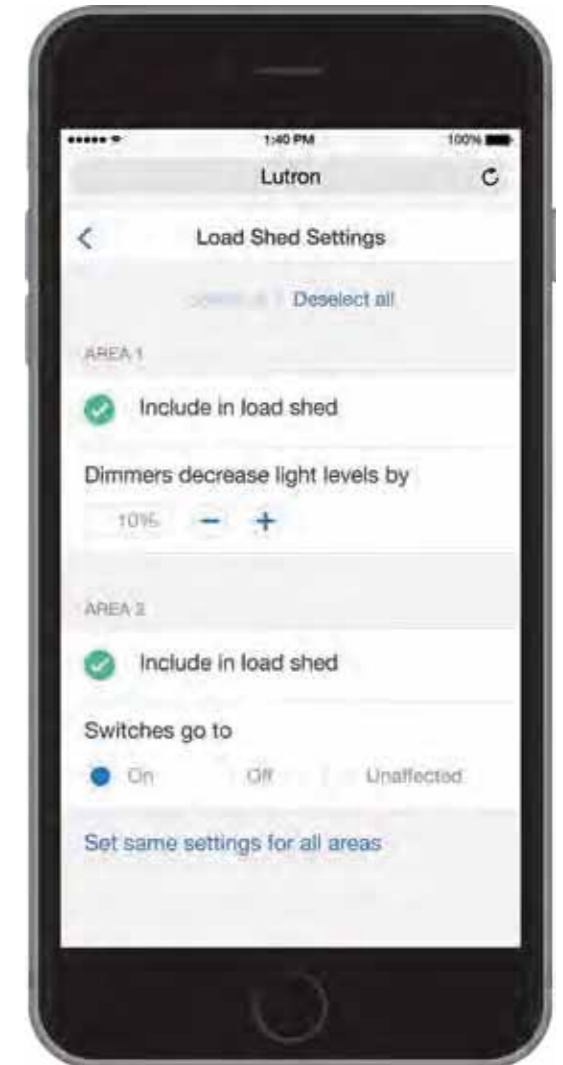 1:40 PM 100%
Lutron
Load Shed Settings
Deselect all
AREA 1
Include in load shed
Dimmers decrease light levels by
10%
AREA 2
Include in load shed
Switches go to
On Off Unaffected
Set same settings for all areas